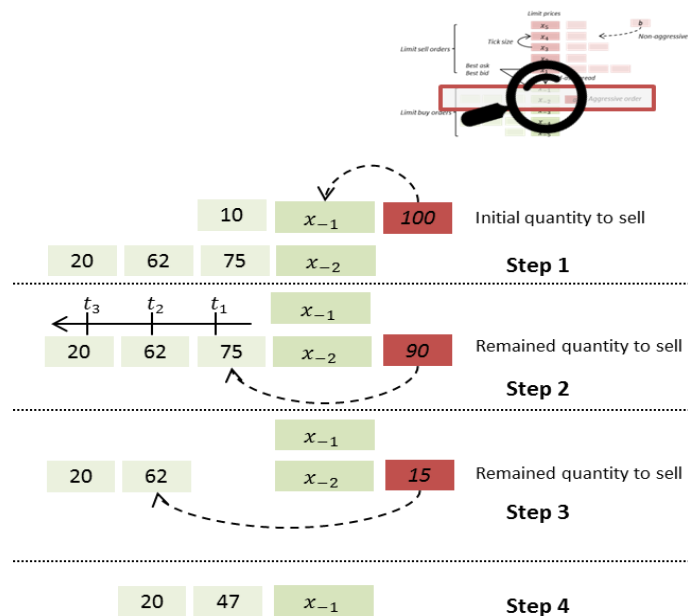 Limit prices
x₅
b
Limit sell orders
x₄
Non-aggressive
Tick size
x₃
Best ask
Best bid
Aggressive order
Limit buy orders
10 x₋₁ 100 Initial quantity to sell
20 62 75 x₋₂
Step 1
t₃ t₂ t₁
x₋₁
20 62 75 x₋₂ 90 Remained quantity to sell
Step 2
x₋₁
20 62 x₋₂ 15 Remained quantity to sell
Step 3
20 47 x₋₁ Step 4